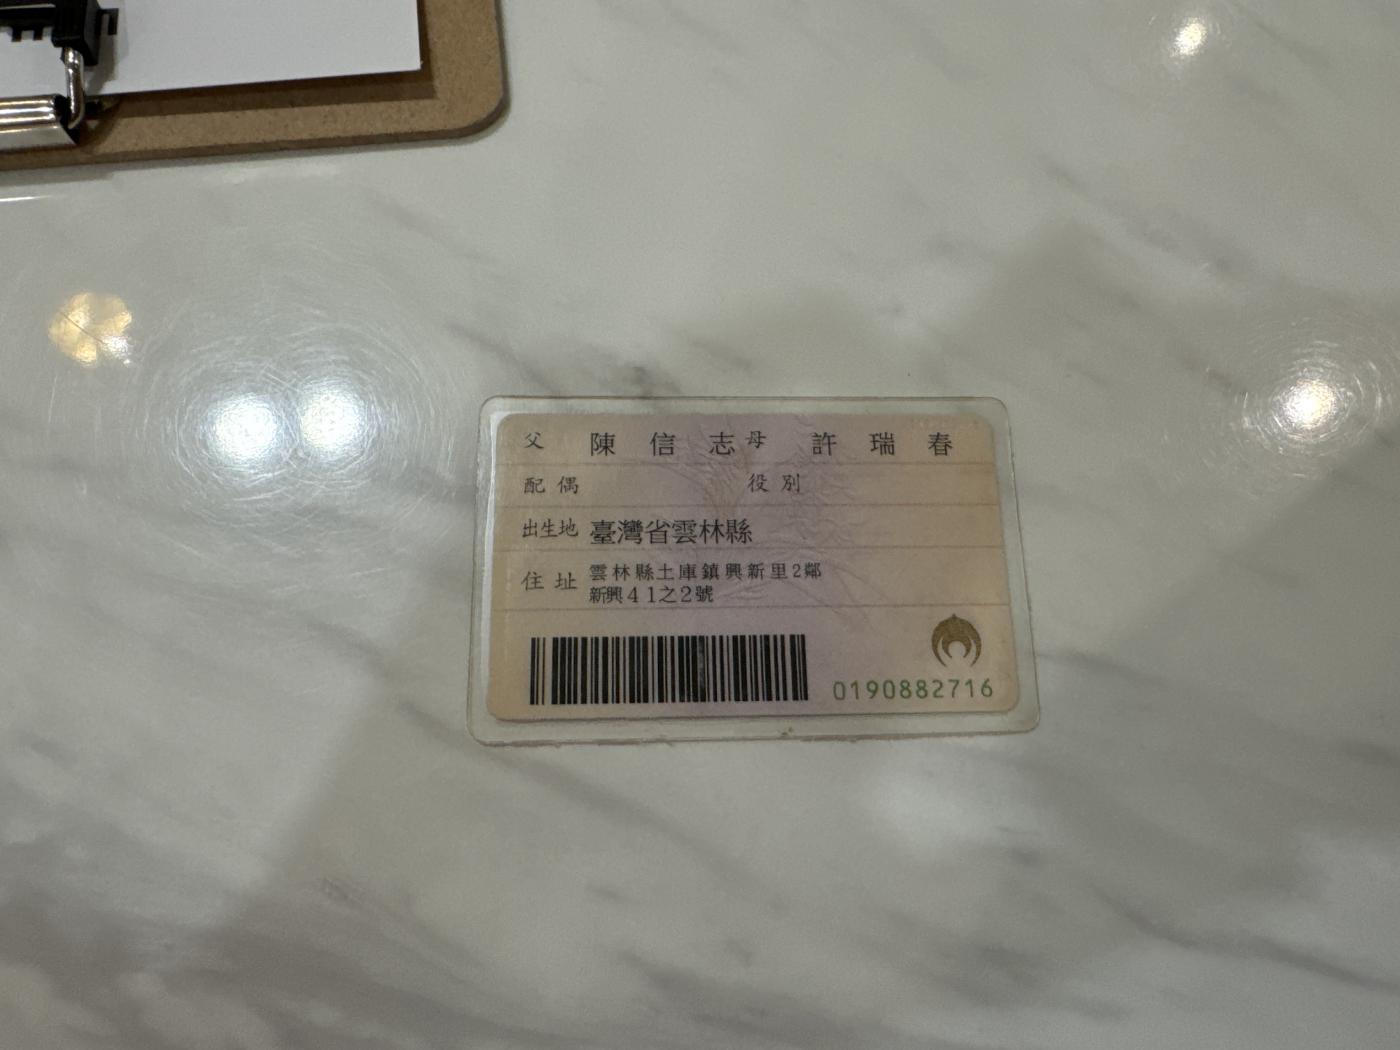 父 陳信志 母 許瑞春
配偶 役別
出生地 臺灣省雲林縣
住址 雲林縣土庫鎮興新里2鄰
新興41之2號
0190882716